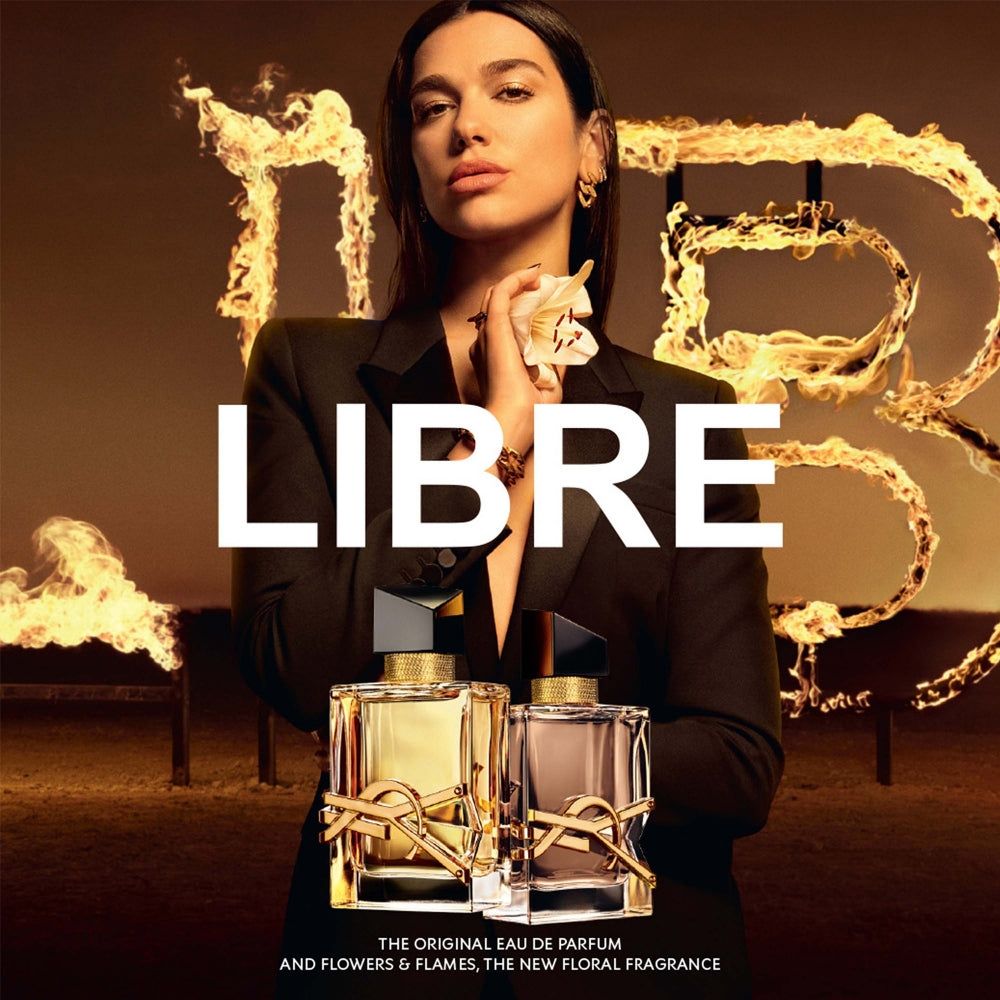 LIBRE
THE ORIGINAL EAU DE PARFUM
AND FLOWERS & FLAMES, THE NEW FLORAL FRAGRANCE